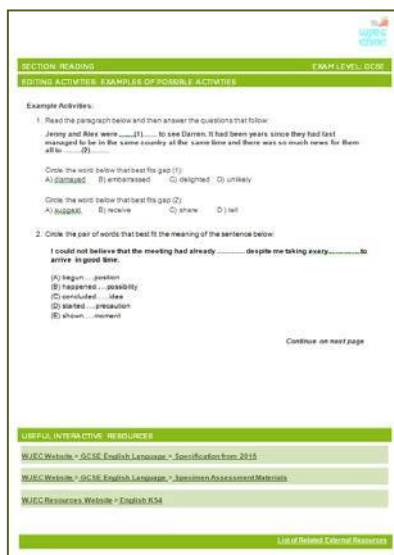 wjec
cbac
SECTION: READING EXAM LEVEL: GCSE
EDITING ACTIVITIES: EXAMPLES OF POSSIBLE ACTIVITIES
Example Activities:
1. Read the paragraph below and then answer the questions that follow:
Jenny and Alex were .......(1)....... to see Darren. It had been years since they had last
managed to be in the same country at the same time and there was so much news for them
all to ........(2).........
Circle the word below that best fits gap (1):
A) dismayed B) embarrassed C) delighted D) unlikely
Circle the word below that best fits gap (2):
A) suggest B) receive C) share D) tell
2. Circle the pair of words that best fit the meaning of the sentence below:
I could not believe that the meeting had already ............. despite me taking every...............to
arrive in good time.
(A) begun.....position
(B) happened.....possibility
(C) concluded.....idea
(D) started.....precaution
(E) shown.....moment
Continue on next page
USEFUL INTERACTIVE RESOURCES
WJEC Website > GCSE English Language > Specification from 2015
WJEC Website > GCSE English Language > Specimen Assessment Materials
WJEC Resources Website > English KS4
List of Related External Resources